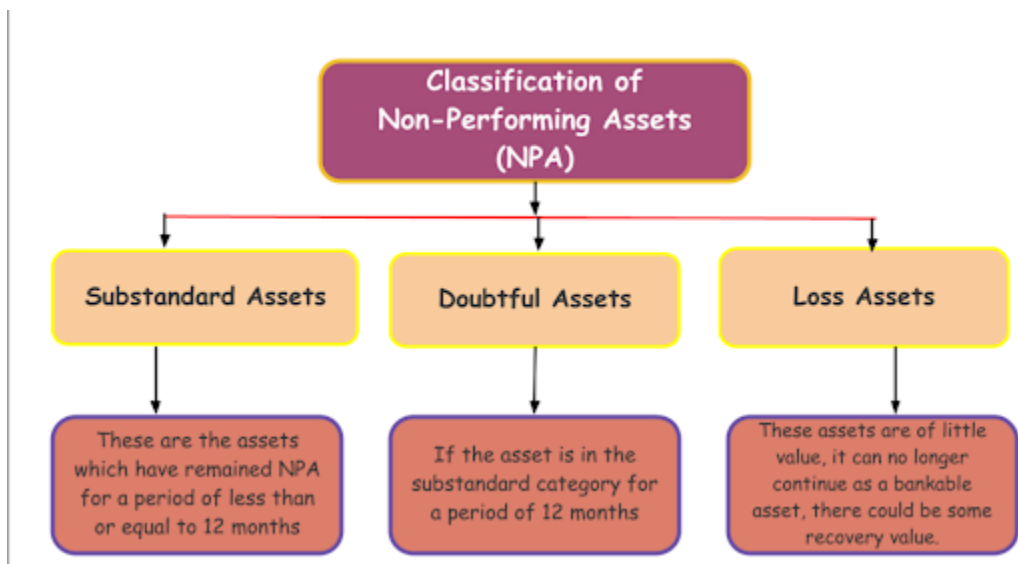 Classification of
Non-Performing Assets
(NPA)
Substandard Assets
Doubtful Assets
Loss Assets
These are the assets
which have remained NPA
for a period of less than
or equal to 12 months
If the asset is in the
substandard category for
a period of 12 months
These assets are of little
value, it can no longer
continue as a bankable
asset, there could be some
recovery value.